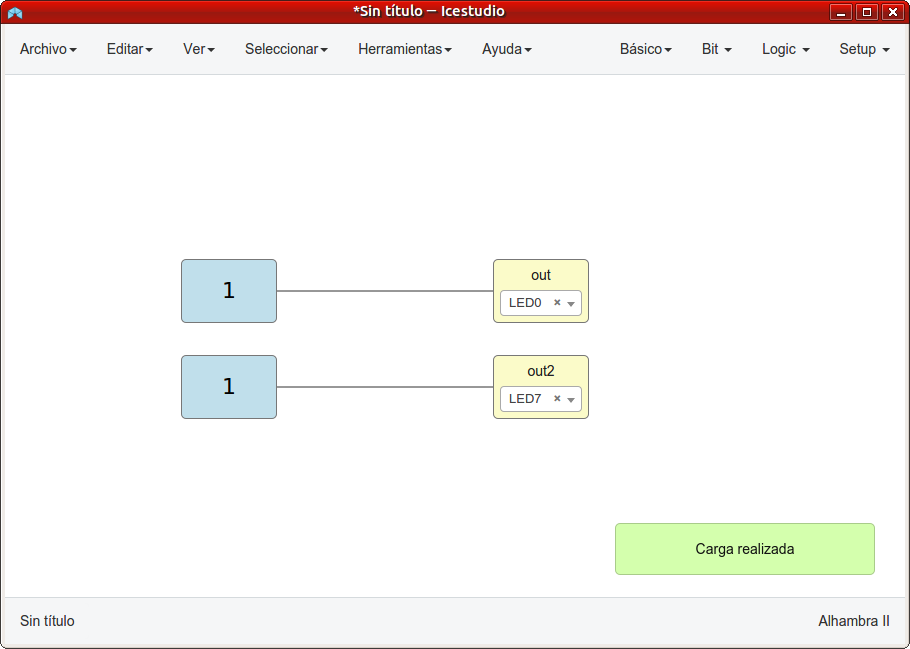 *Sin título – Icestudio
Archivo Editar Ver Seleccionar Herramientas Ayuda Básico Bit Logic Setup
1
out
LED0 ×
1
out2
LED7 ×
Carga realizada
Sin título Alhambra II